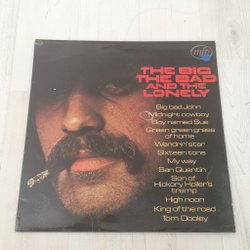 mfp
THE BIG
THE BAD
AND THE
LONELY
Big bad John
Midnight cowboy
Boy named Sue
Green green grass
of home
Wandrin' star
Sixteen tons
My way
San Quentin
Son of
Hickory Holler's
tramp
High noon
King of the road
Tom Dooley